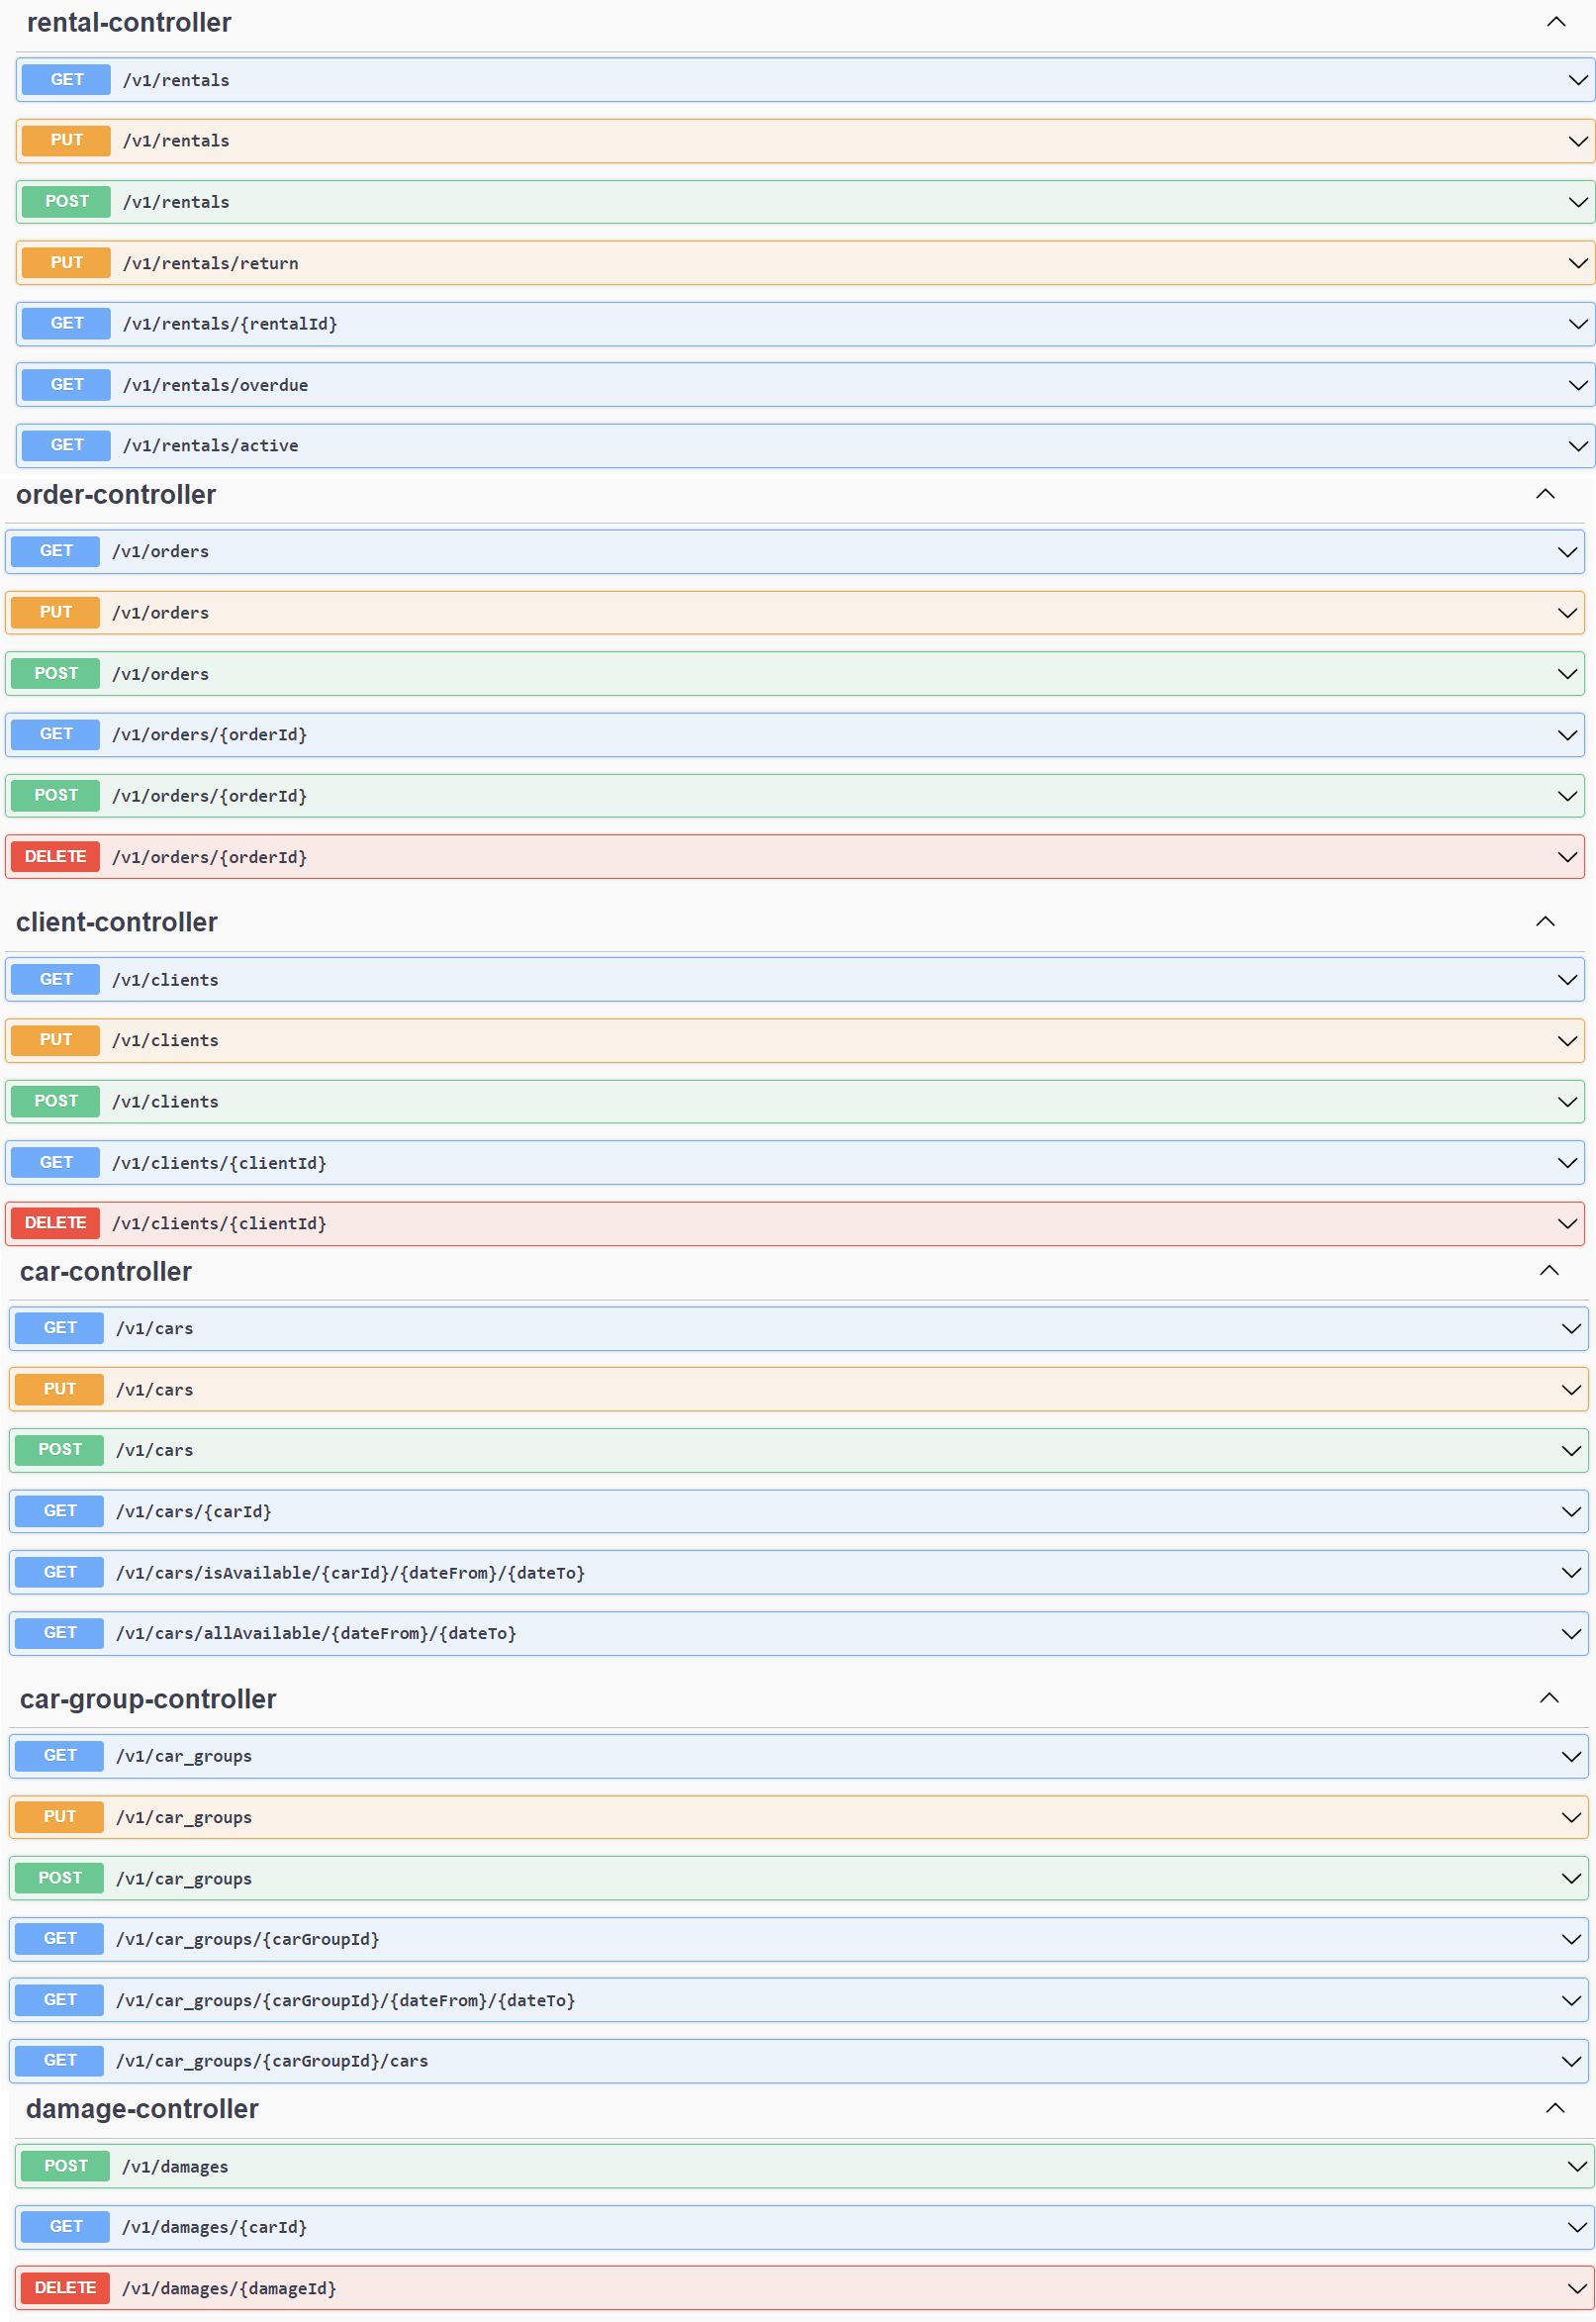 rental-controller
GET /v1/rentals
PUT /v1/rentals
POST /v1/rentals
PUT /v1/rentals/return
GET /v1/rentals/{rentalId}
GET /v1/rentals/overdue
GET /v1/rentals/active
order-controller
GET /v1/orders
PUT /v1/orders
POST /v1/orders
GET /v1/orders/{orderId}
POST /v1/orders/{orderId}
DELETE /v1/orders/{orderId}
client-controller
GET /v1/clients
PUT /v1/clients
POST /v1/clients
GET /v1/clients/{clientId}
DELETE /v1/clients/{clientId}
car-controller
GET /v1/cars
PUT /v1/cars
POST /v1/cars
GET /v1/cars/{carId}
GET /v1/cars/isAvailable/{carId}/{dateFrom}/{dateTo}
GET /v1/cars/allAvailable/{dateFrom}/{dateTo}
car-group-controller
GET /v1/car_groups
PUT /v1/car_groups
POST /v1/car_groups
GET /v1/car_groups/{carGroupId}
GET /v1/car_groups/{carGroupId}/{dateFrom}/{dateTo}
GET /v1/car_groups/{carGroupId}/cars
damage-controller
POST /v1/damages
GET /v1/damages/{carId}
DELETE /v1/damages/{damageId}